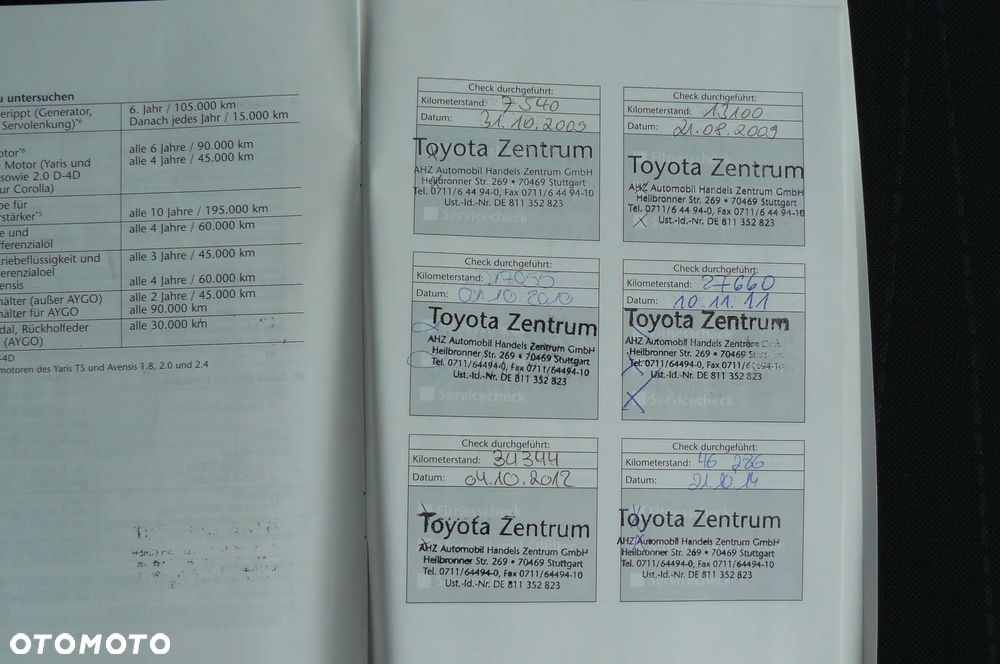 u untersuchen
erippt (Generator, 6. Jahr / 105.000 km
Servolenkung)*⁶ Danach jedes Jahr / 15.000 km
otor*⁶ alle 6 Jahre / 90.000 km
Motor (Yaris und alle 4 Jahre / 45.000 km
sowie 2.0 D-4D
ur Corolla)
e für
rstärker*⁵ alle 10 Jahre / 195.000 km
e und alle 4 Jahre / 60.000 km
fferenzialöl
riebeflüssigkeit und alle 3 Jahre / 45.000 km
erenzialoel
ensis alle 4 Jahre / 60.000 km
hälter (außer AYGO) alle 2 Jahre / 45.000 km
hälter für AYGO alle 90.000 km
dal, Rückholfeder alle 30.000 km
(AYGO)
-4D
motoren des Yaris TS und Avensis 1.8, 2.0 und 2.4
Check durchgeführt:
Kilometerstand: 7540
Datum: 31.10.2009
Toyota Zentrum
AHZ Automobil Handels Zentrum GmbH
Heilbronner Str. 269 • 70469 Stuttgart
Tel. 0711/6 44 94-0, Fax 0711/6 44 94-10
Ust.-Id.-Nr. DE 811 352 823
Servicecheck
Check durchgeführt:
Kilometerstand: 13100
Datum: 21.08.2009
Toyota Zentrum
AHZ Automobil Handels Zentrum GmbH
Heilbronner Str. 269 • 70469 Stuttgart
Tel. 0711/6 44 94-0, Fax 0711/6 44 94-10
Ust.-Id.-Nr. DE 811 352 823
Check durchgeführt:
Kilometerstand: 17055
Datum: 01.10.2010
Toyota Zentrum
AHZ Automobil Handels Zentrum GmbH
Heilbronner Str. 269 • 70469 Stuttgart
Tel. 0711/64494-0, Fax 0711/64494-10
Ust.-Id.-Nr. DE 811 352 823
Servicecheck
Check durchgeführt:
Kilometerstand: 27660
Datum: 10.11.11
Toyota Zentrum
AHZ Automobil Handels Zentrum
Heilbronner Str. 269 • 70469
Tel. 0711/64494-0, Fax 0711/64494-10
Ust.-Id.-Nr. DE 811 352 823
Servicecheck
Check durchgeführt:
Kilometerstand: 34344
Datum: 04.10.2012
Fitnesscheck
Toyota Zentrum
AHZ Automobil Handels Zentrum GmbH
Heilbronner Str. 269 • 70469 Stuttgart
Tel. 0711/64494-0, Fax 0711/64494-10
Ust.-Id.-Nr. DE 811 352 823
Check durchgeführt:
Kilometerstand: 46 286
Datum: 21.10.14
Toyota Zentrum
AHZ Automobil Handels Zentrum GmbH
Heilbronner Str. 269 • 70469 Stuttgart
Tel. 0711/64494-0, Fax 0711/64494-10
Ust.-Id.-Nr. DE 811 352 823
OTOMOTO